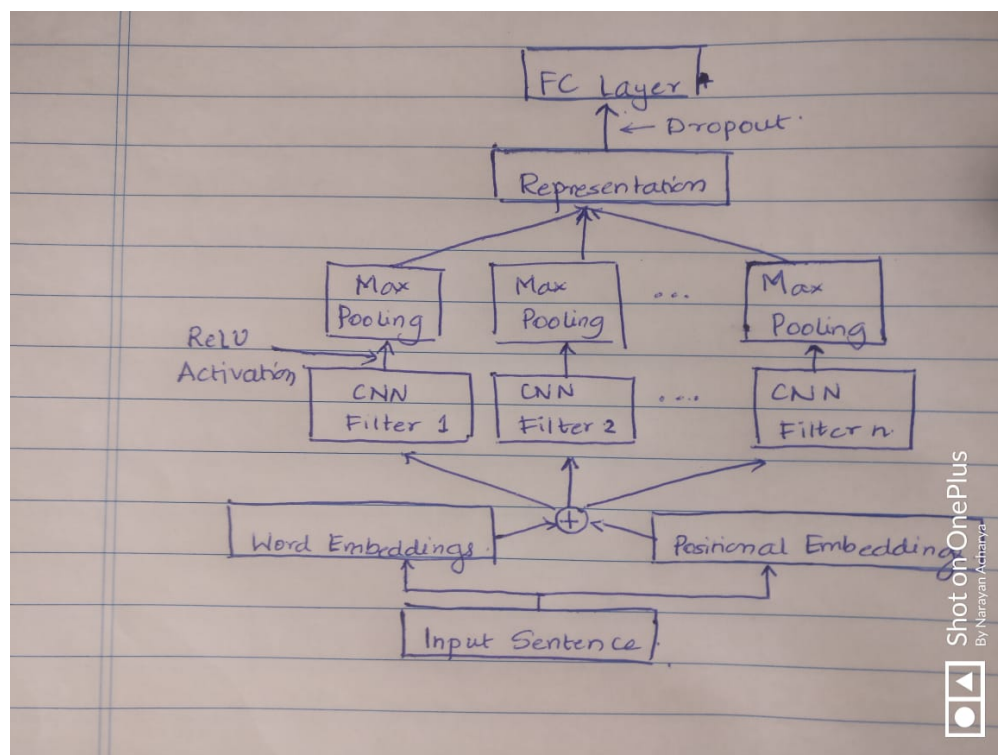 FC Layer
← Dropout.
Representation
Max Pooling
Max Pooling
...
Max Pooling
ReLU Activation
CNN Filter 1
CNN Filter 2
....
CNN Filter n
+
Word Embeddings
Positional Embedding
Input Sentence
Shot on OnePlus
By Narayan Acharya